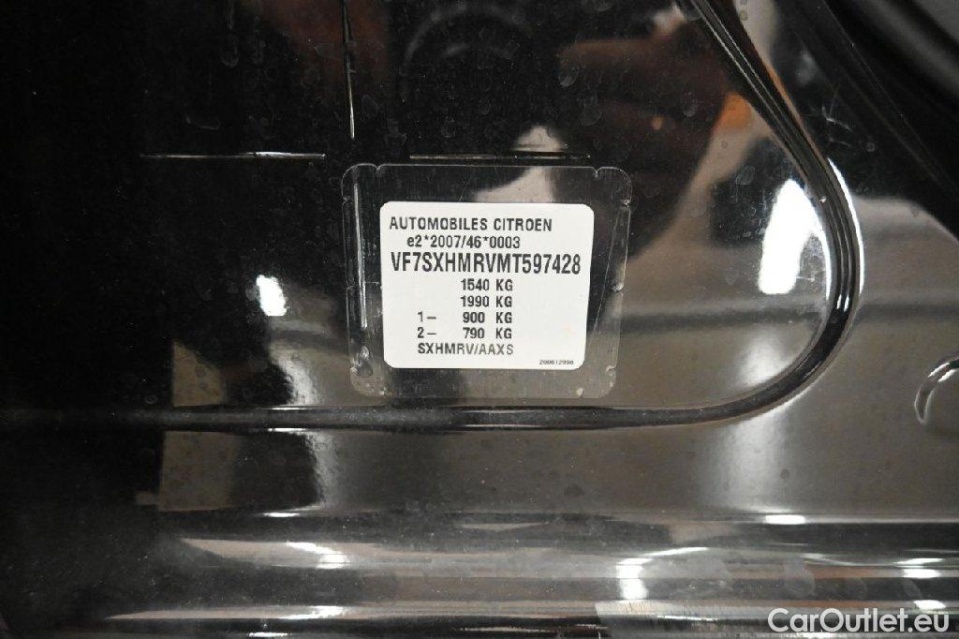 AUTOMOBILES CITROEN
e2*2007/46*0003
VF7SXHMRVMT597428
1540 KG
1990 KG
1- 900 KG
2- 790 KG
SXHMRV/AAXS
CarOutlet.eu